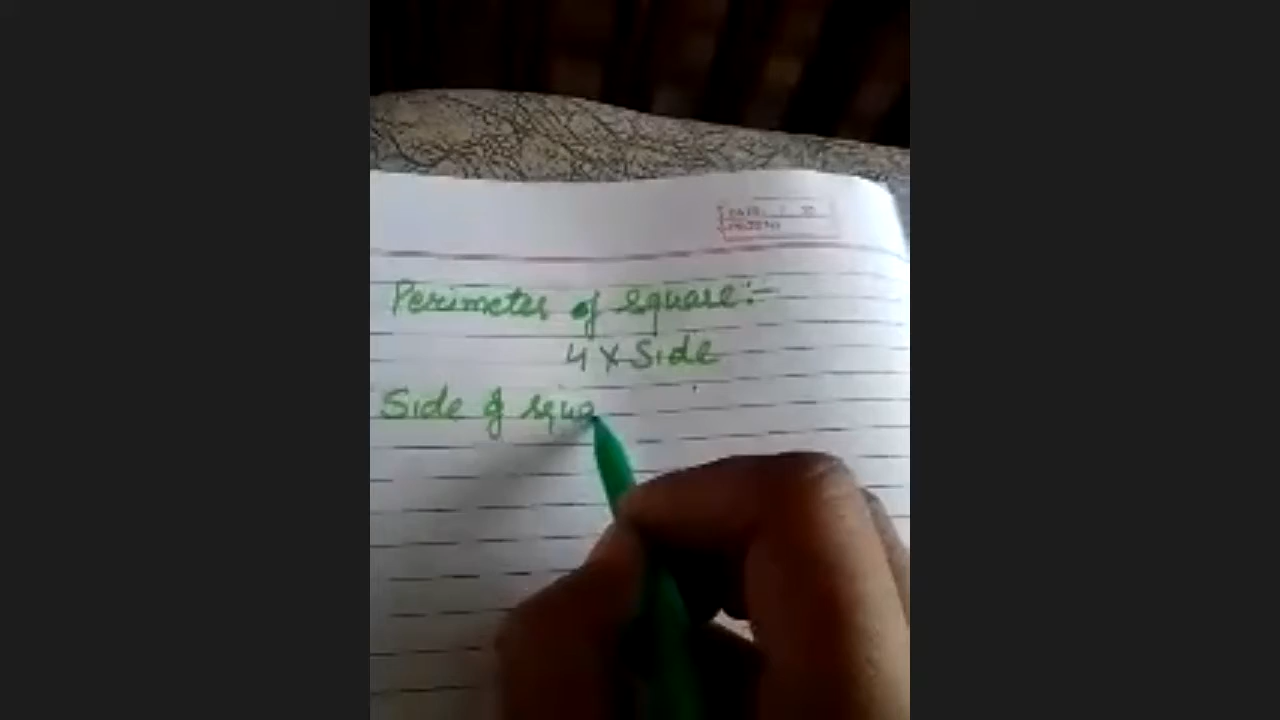 Perimeter of square:-
4 x Side
Side of squa